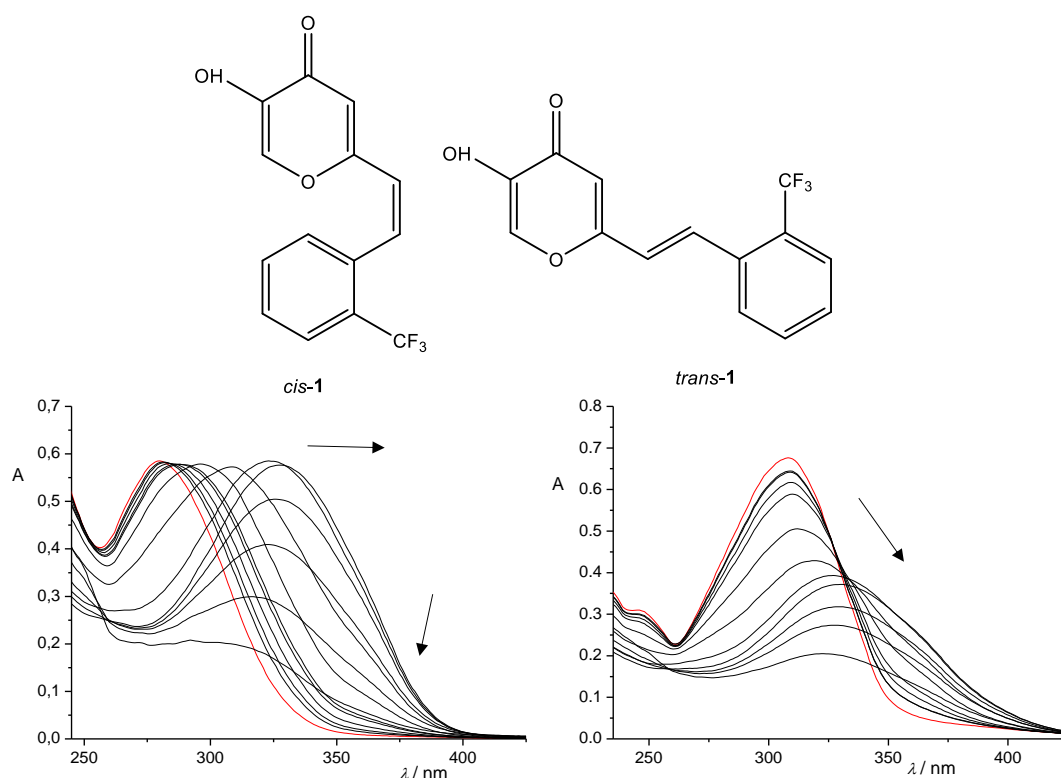 O
OH
O
CF₃
cis-1
O
OH
O
CF₃
trans-1
0,7
0,6
0,5
0,4
0,3
0,2
0,1
0,0
A
250
300
350
400
λ / nm
0.8
0.7
0.6
0.5
0.4
0.3
0.2
0.1
0.0
A
250
300
350
400
λ / nm